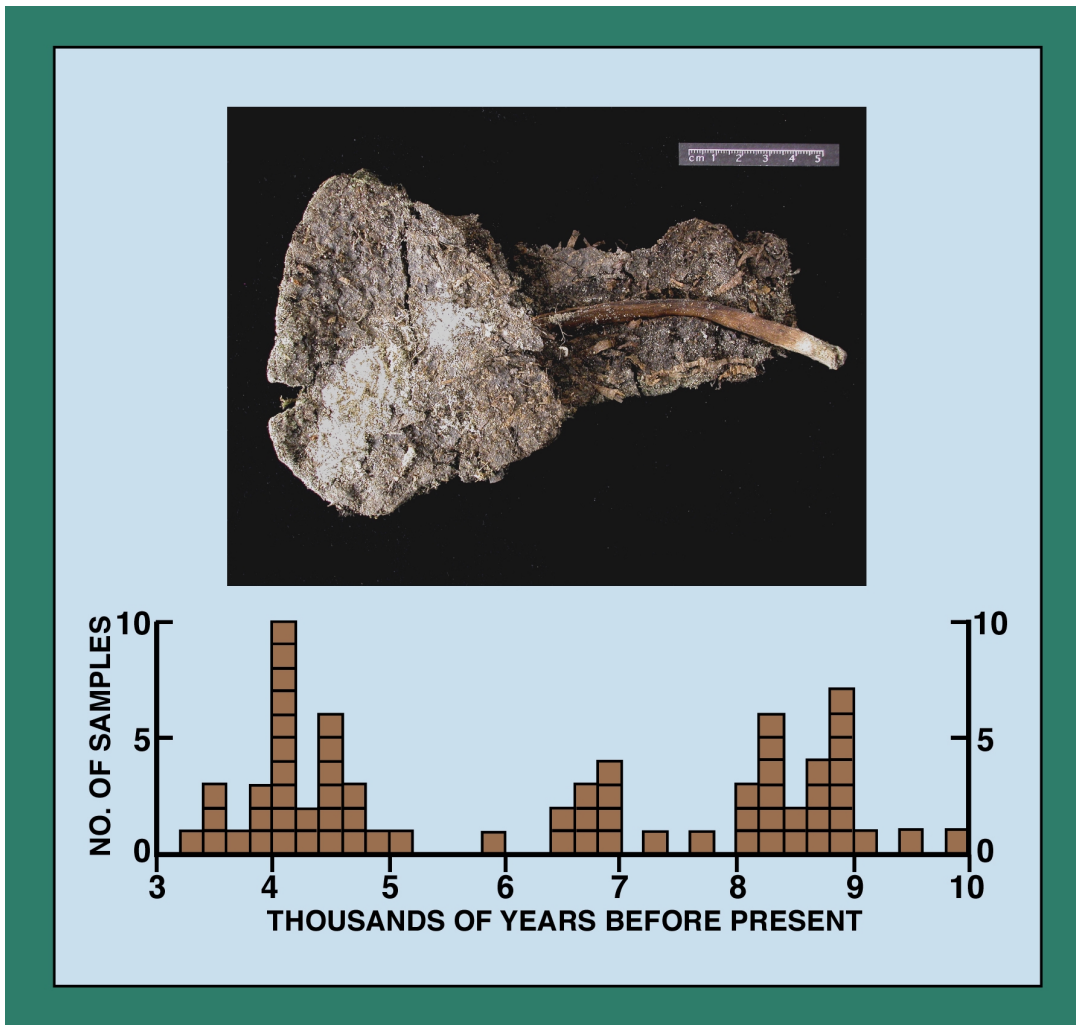 cm 1 2 3 4 5
NO. OF SAMPLES
10 10
5 5
0 0
3 4 5 6 7 8 9 10
THOUSANDS OF YEARS BEFORE PRESENT